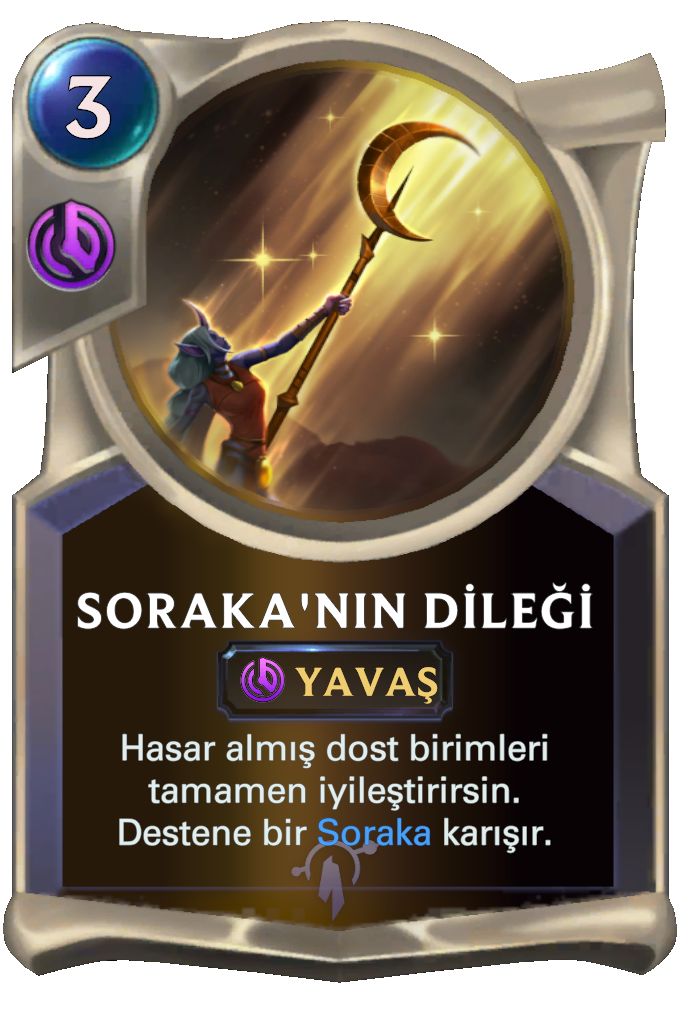 3
SORAKA'NIN DİLEĞİ
YAVAŞ
Hasar almış dost birimleri
tamamen iyileştirirsin.
Destene bir Soraka karışır.